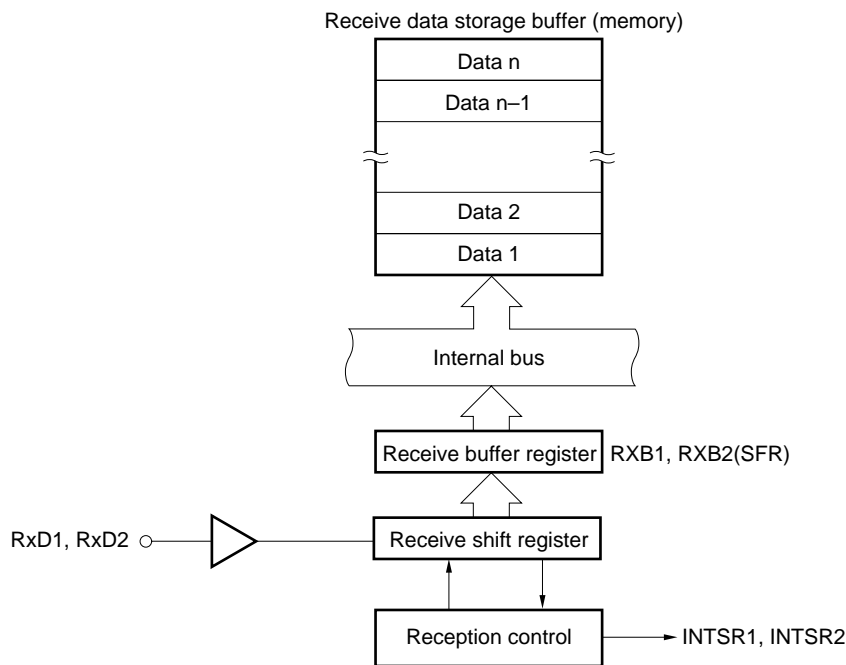 Receive data storage buffer (memory)
Data n
Data n–1
Data 2
Data 1
Internal bus
Receive buffer register
RXB1, RXB2(SFR)
RxD1, RxD2
Receive shift register
Reception control
INTSR1, INTSR2